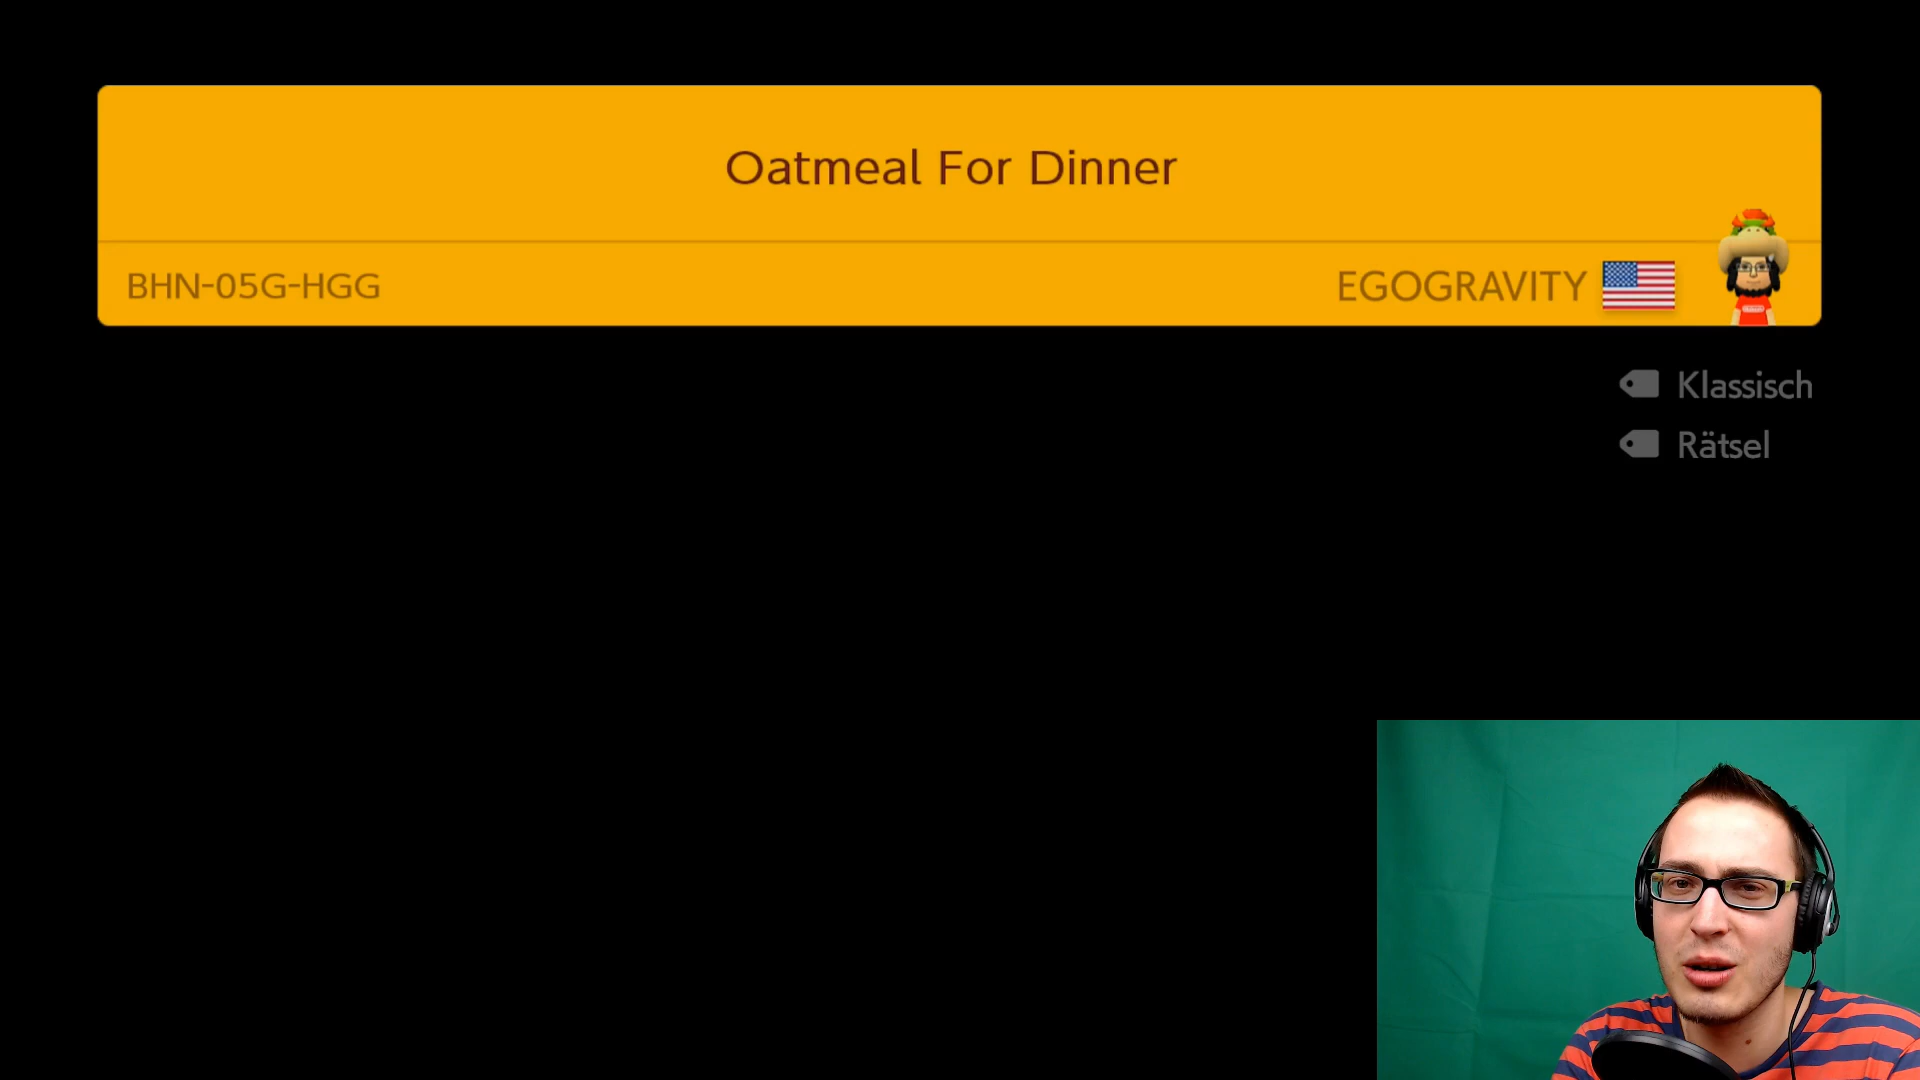 Oatmeal For Dinner
BHN-05G-HGG
EGOGRAVITY
Klassisch
Rätsel